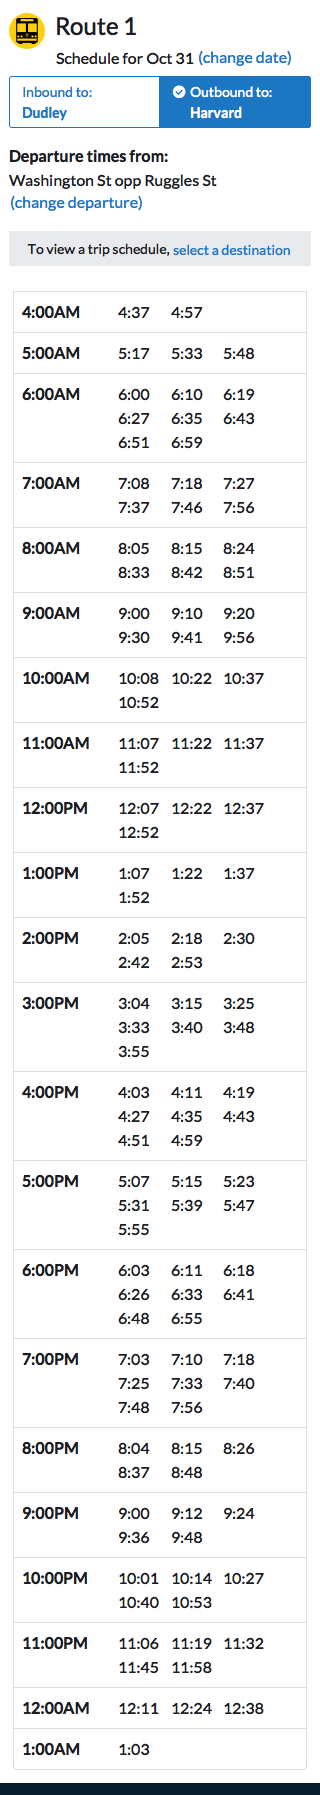 Route 1
Schedule for Oct 31 (change date)
Inbound to:
Dudley
Outbound to:
Harvard
Departure times from:
Washington St opp Ruggles St
(change departure)
To view a trip schedule, select a destination
4:00AM 4:37 4:57
5:00AM 5:17 5:33 5:48
6:00AM 6:00 6:10 6:19
6:27 6:35 6:43
6:51 6:59
7:00AM 7:08 7:18 7:27
7:37 7:46 7:56
8:00AM 8:05 8:15 8:24
8:33 8:42 8:51
9:00AM 9:00 9:10 9:20
9:30 9:41 9:56
10:00AM 10:08 10:22 10:37
10:52
11:00AM 11:07 11:22 11:37
11:52
12:00PM 12:07 12:22 12:37
12:52
1:00PM 1:07 1:22 1:37
1:52
2:00PM 2:05 2:18 2:30
2:42 2:53
3:00PM 3:04 3:15 3:25
3:33 3:40 3:48
3:55
4:00PM 4:03 4:11 4:19
4:27 4:35 4:43
4:51 4:59
5:00PM 5:07 5:15 5:23
5:31 5:39 5:47
5:55
6:00PM 6:03 6:11 6:18
6:26 6:33 6:41
6:48 6:55
7:00PM 7:03 7:10 7:18
7:25 7:33 7:40
7:48 7:56
8:00PM 8:04 8:15 8:26
8:37 8:48
9:00PM 9:00 9:12 9:24
9:36 9:48
10:00PM 10:01 10:14 10:27
10:40 10:53
11:00PM 11:06 11:19 11:32
11:45 11:58
12:00AM 12:11 12:24 12:38
1:00AM 1:03